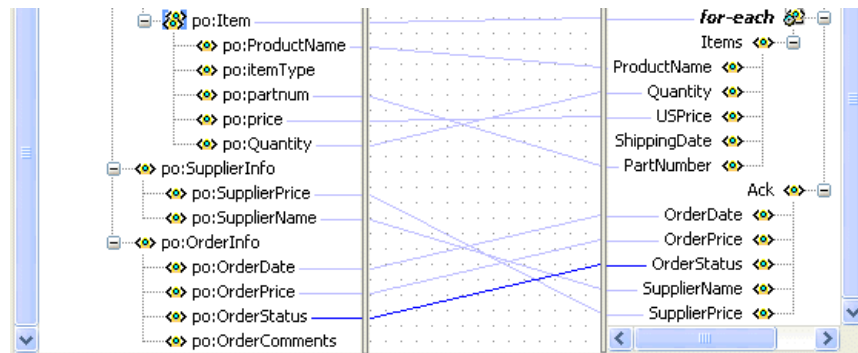 po:Item
po:ProductName
po:itemType
po:partnum
po:price
po:Quantity
po:SupplierInfo
po:SupplierPrice
po:SupplierName
po:OrderInfo
po:OrderDate
po:OrderPrice
po:OrderStatus
po:OrderComments
for-each
Items
ProductName
Quantity
USPrice
ShippingDate
PartNumber
Ack
OrderDate
OrderPrice
OrderStatus
SupplierName
SupplierPrice